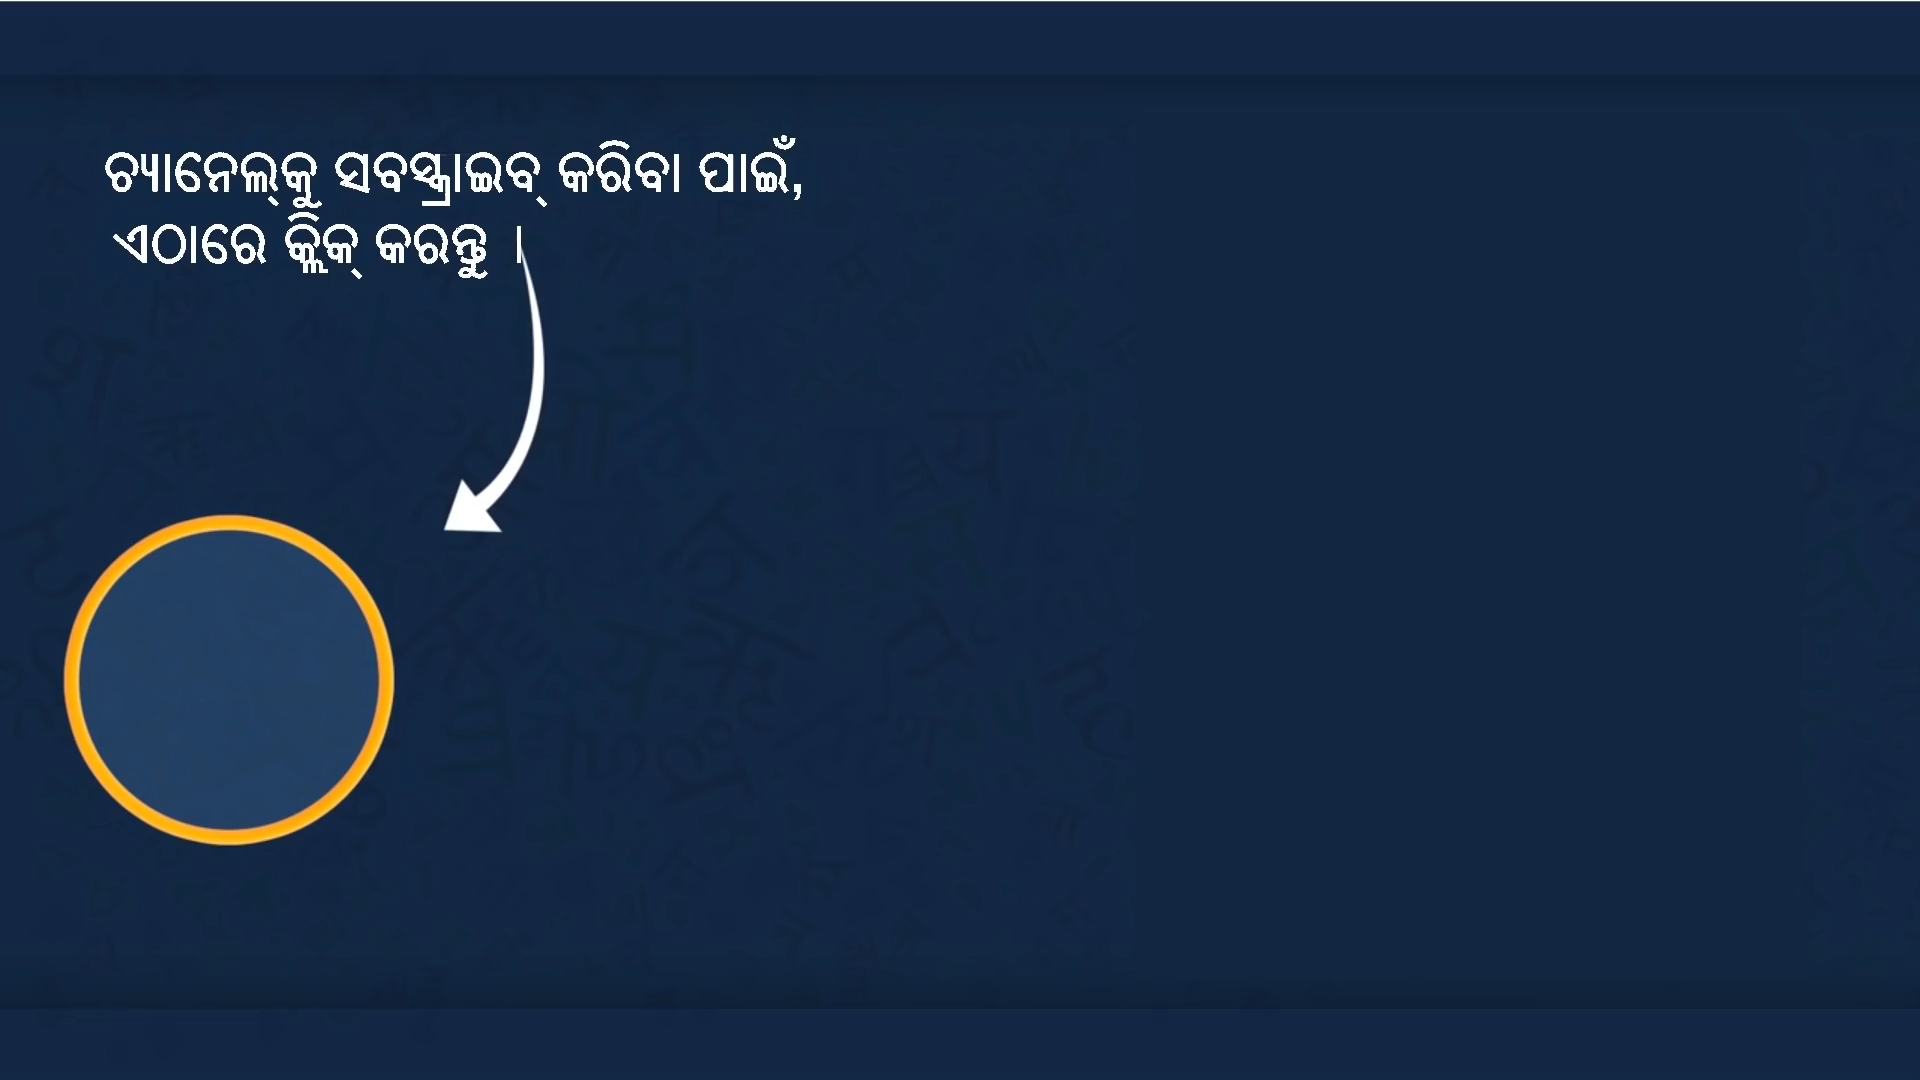 ଚ୍ୟାନେଲ୍‌କୁ ସବସ୍କ୍ରାଇବ୍ କରିବା ପାଇଁ,
ଏଠାରେ କ୍ଲିକ୍ କରନ୍ତୁ ।